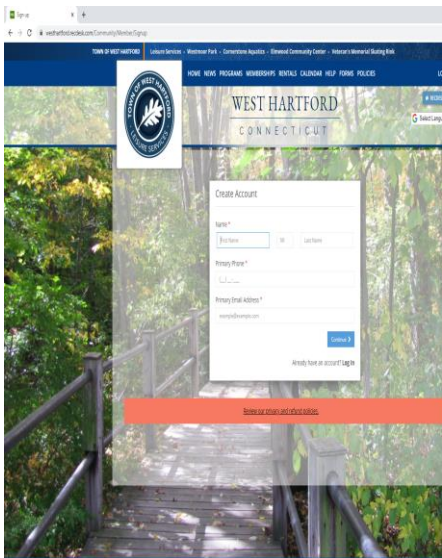 Sign up
westhartford.recdesk.com/Community/Member/Signup
TOWN OF WEST HARTFORD Leisure Services - Westmoor Park - Cornerstone Aquatics - Elmwood Community Center - Veteran's Memorial Skating Rink
HOME NEWS PROGRAMS MEMBERSHIPS RENTALS CALENDAR HELP FORMS POLICIES
TOWN OF WEST HARTFORD
LEISURE SERVICES
WEST HARTFORD
CONNECTICUT
Create Account
Name *
First Name MI Last Name
Primary Phone *
(___) ___-____
Primary Email Address *
example@example.com
Continue
Already have an account? Log In
Review our privacy and refund policies.